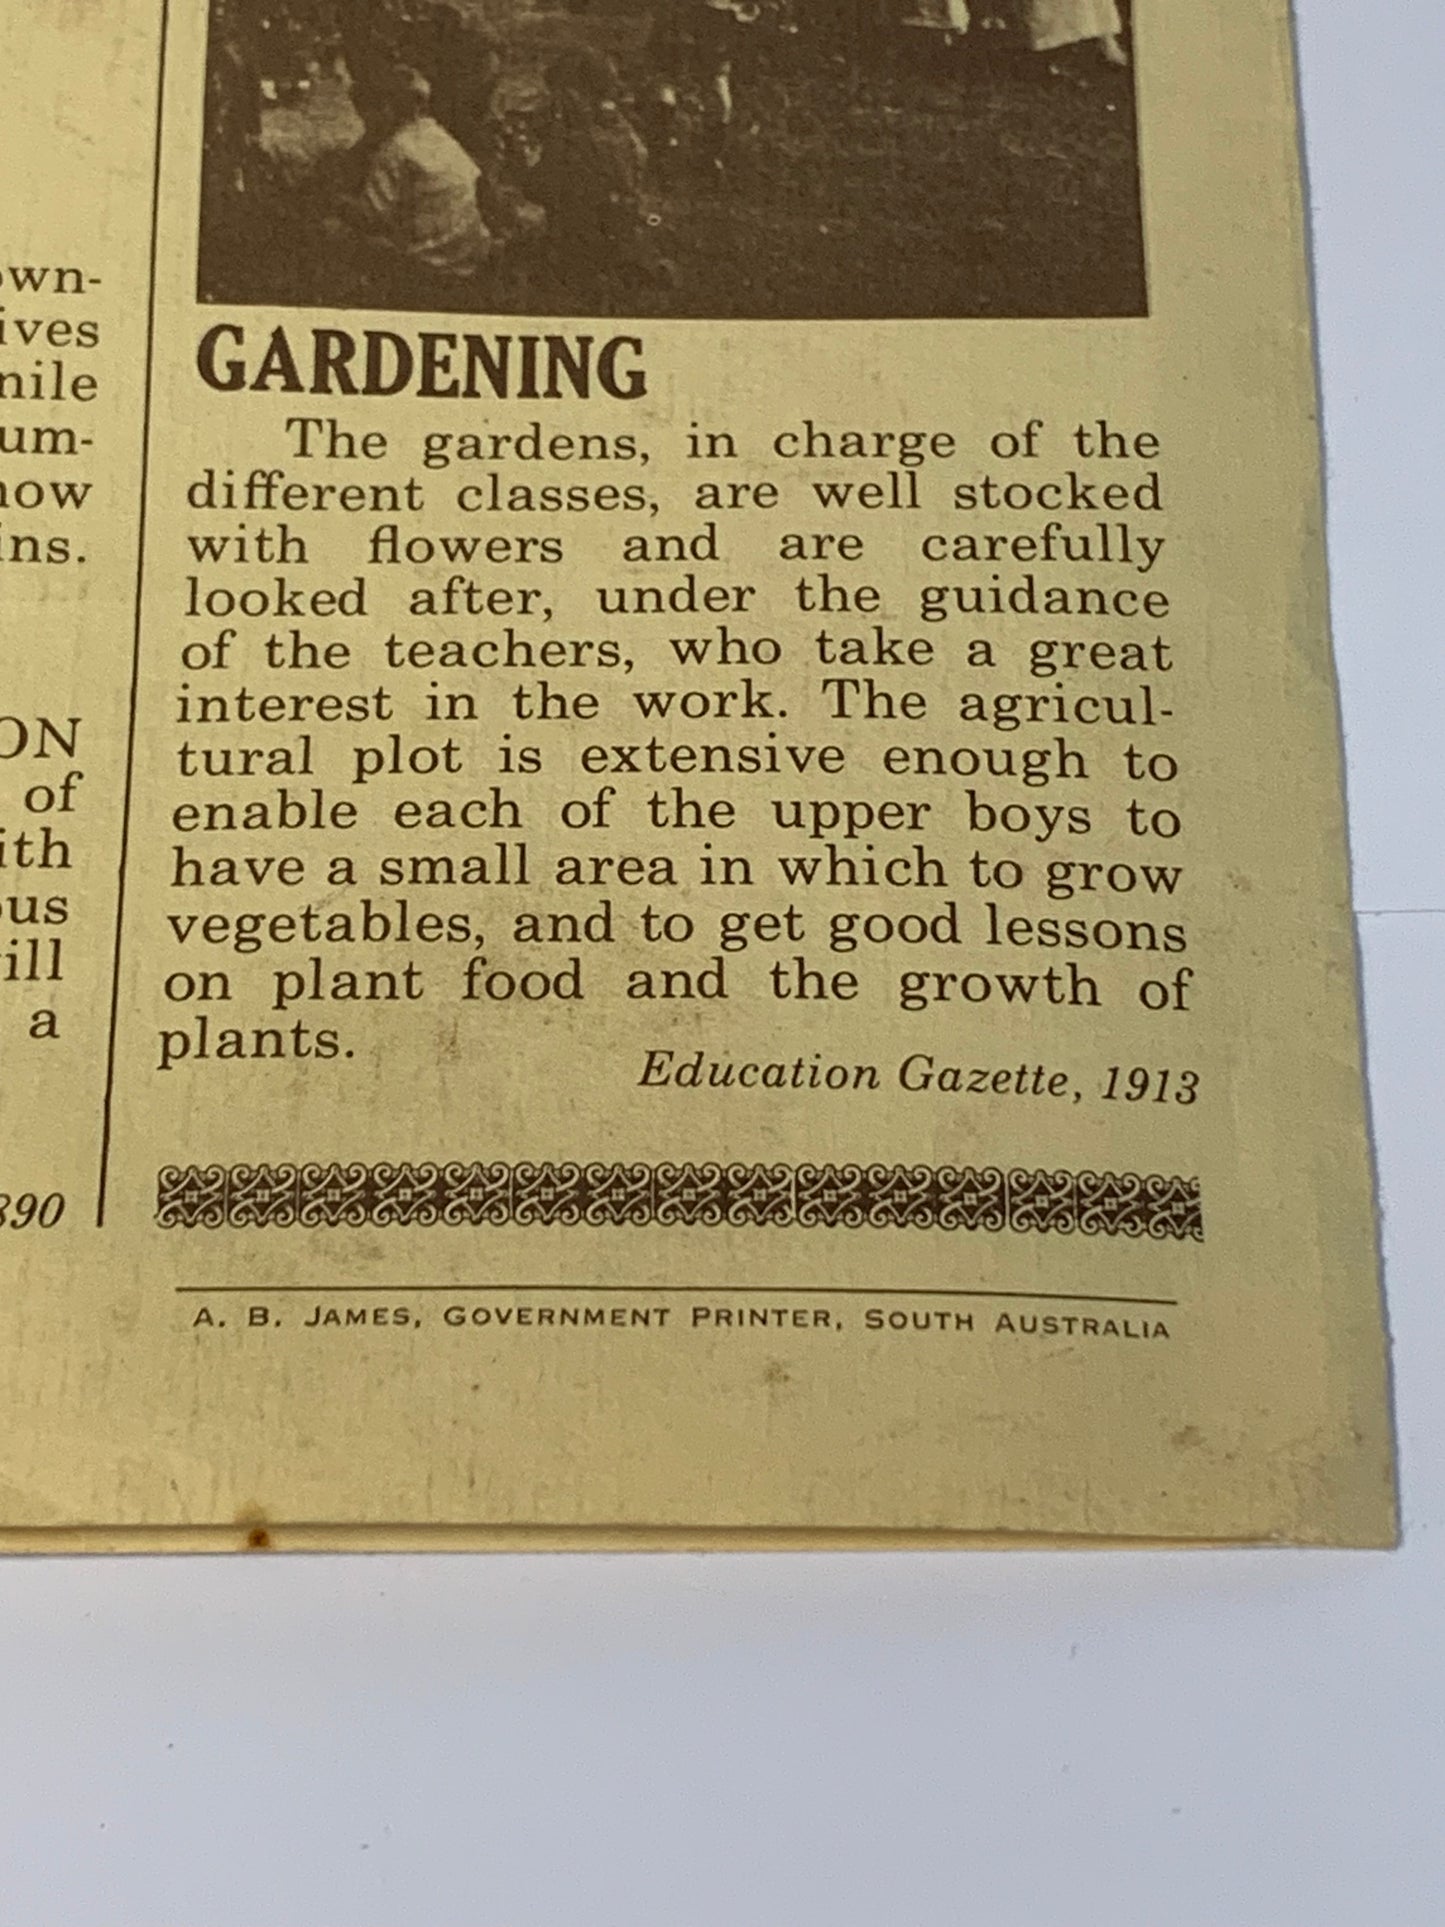 ives
of
a
GARDENING
The gardens, in charge of the
different classes, are well stocked
with flowers and are carefully
looked after, under the guidance
of the teachers, who take a great
interest in the work. The agricul-
tural plot is extensive enough to
enable each of the upper boys to
have a small area in which to grow
vegetables, and to get good lessons
on plant food and the growth of
plants.
Education Gazette, 1913
A. B. JAMES, GOVERNMENT PRINTER, SOUTH AUSTRALIA